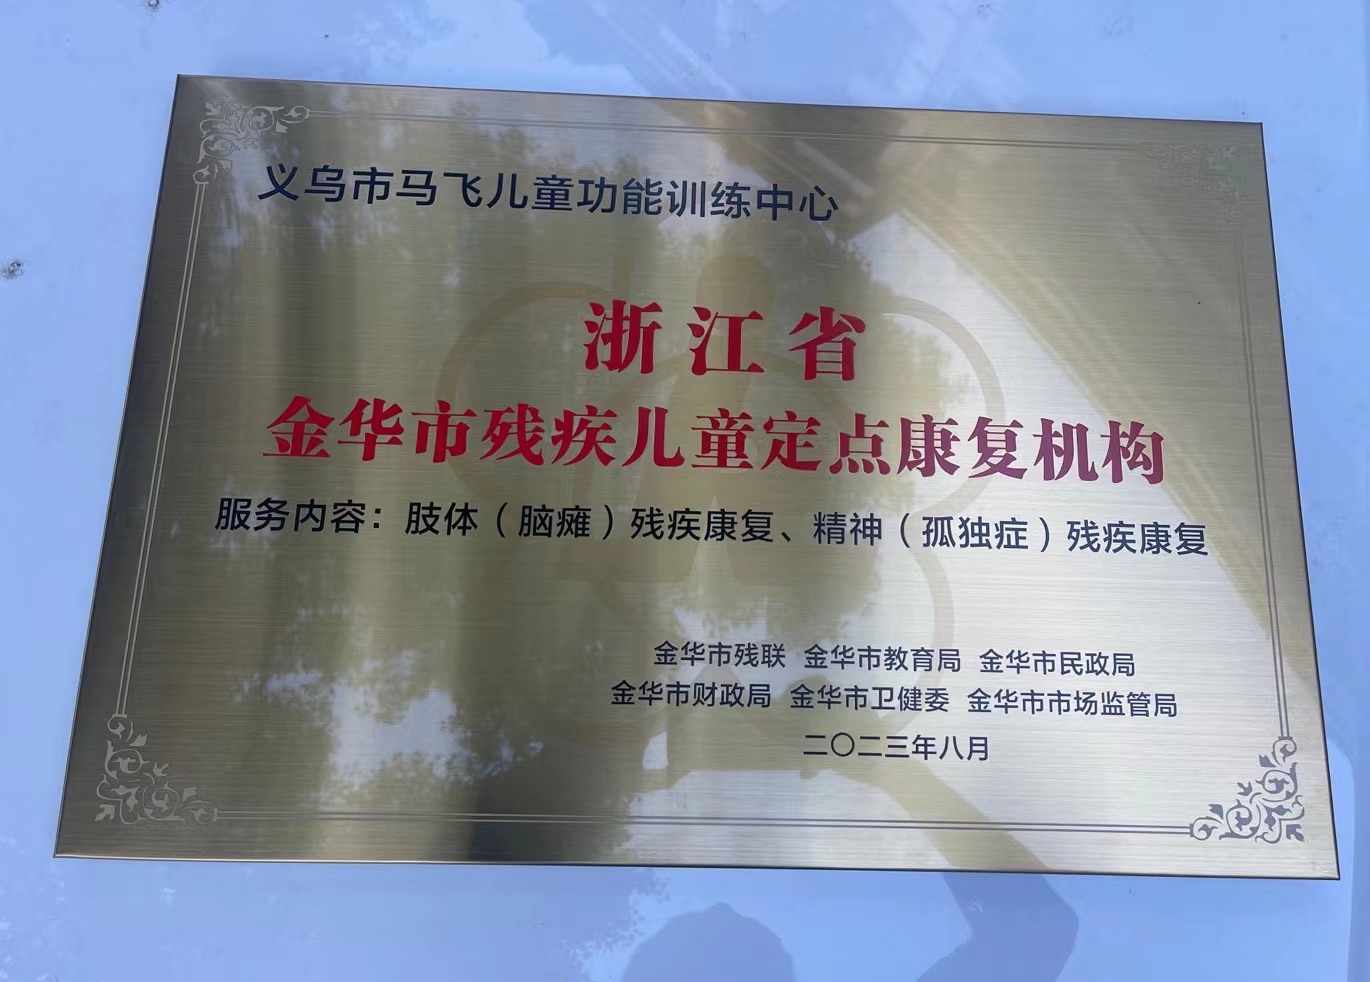 义乌市马飞儿童功能训练中心
浙江省
金华市残疾儿童定点康复机构
服务内容：肢体（脑瘫）残疾康复、精神（孤独症）残疾康复
金华市残联 金华市教育局 金华市民政局
金华市财政局 金华市卫健委 金华市市场监管局
二〇二三年八月